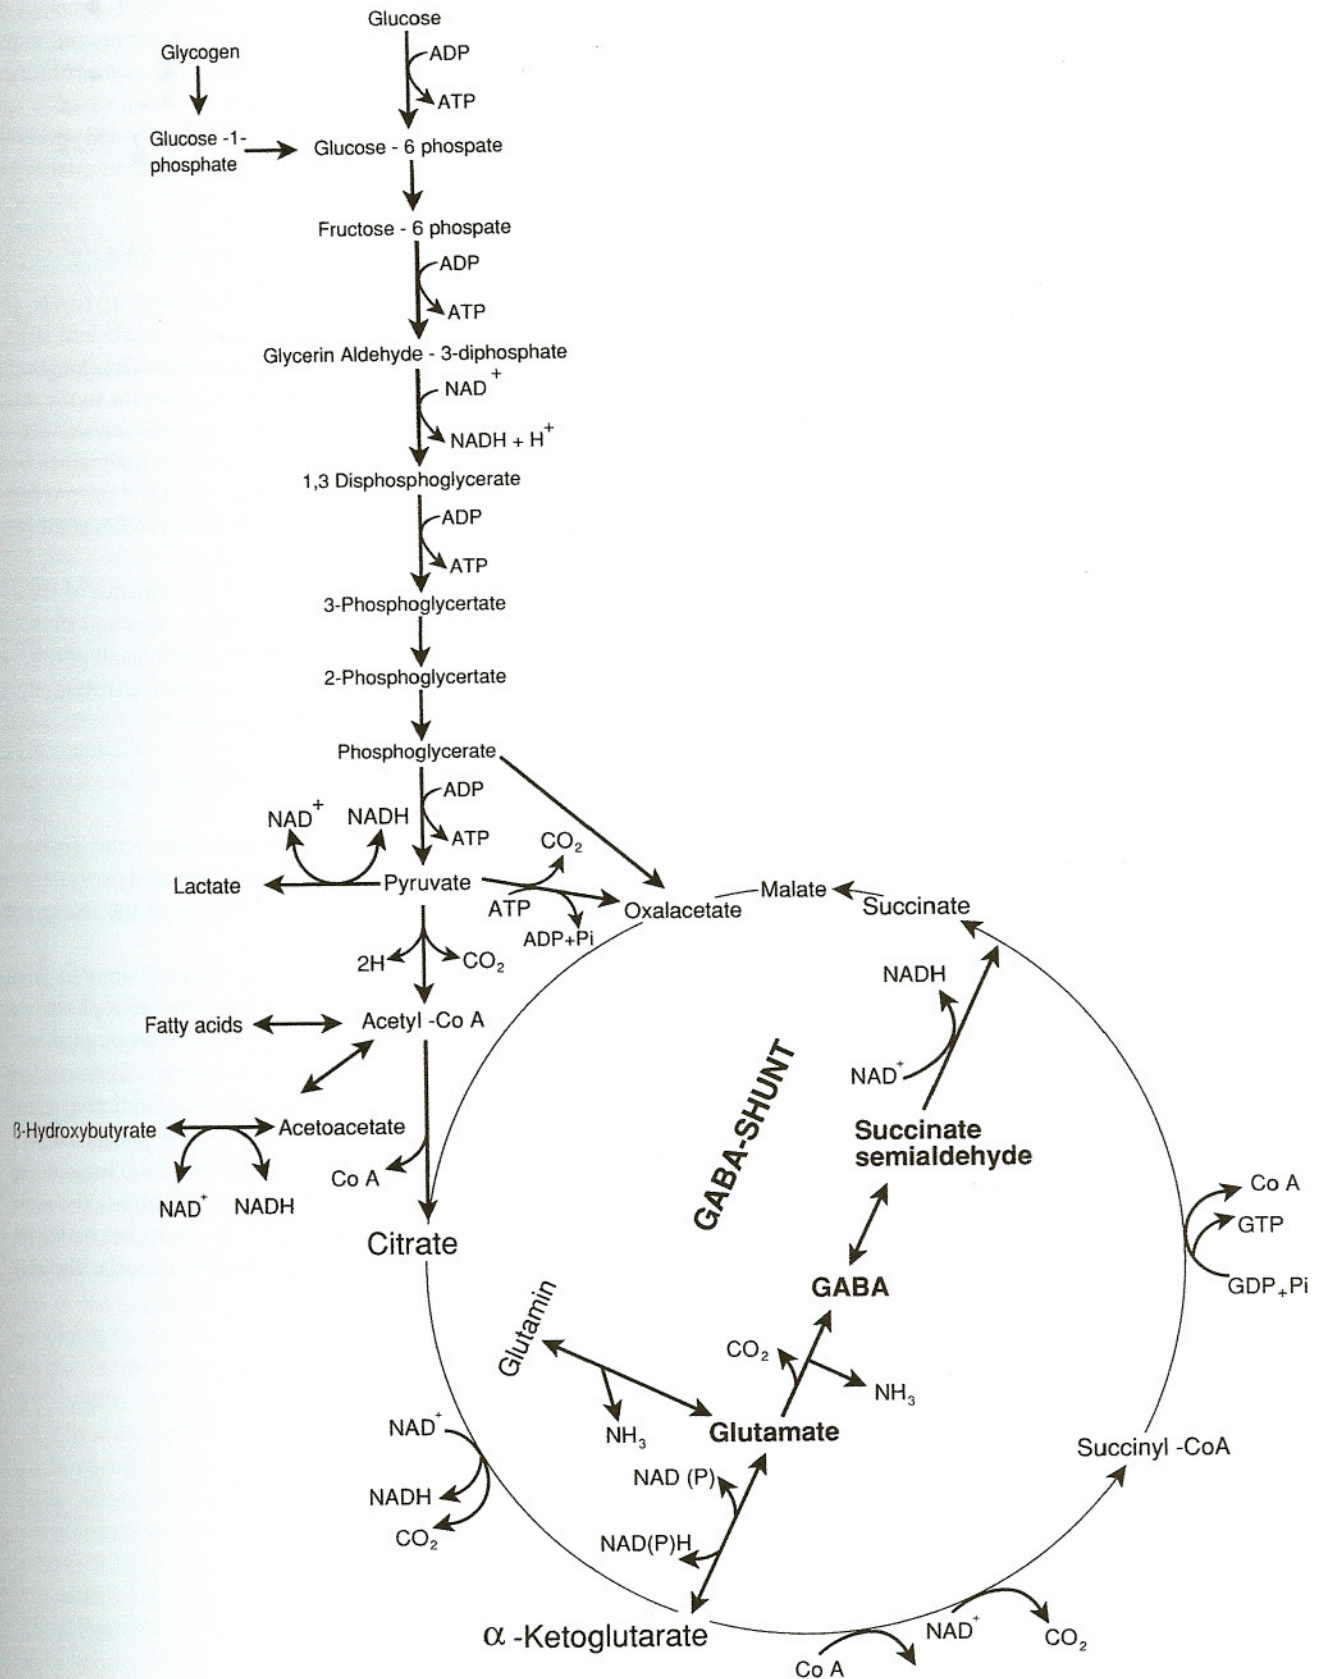 Glucose
Glycogen
ADP
ATP
Glucose -1-
phosphate
Glucose - 6 phospate
Fructose - 6 phospate
ADP
ATP
Glycerin Aldehyde - 3-diphosphate
NAD+
NADH + H+
1,3 Disphosphoglycerate
ADP
ATP
3-Phosphoglycertate
2-Phosphoglycertate
Phosphoglycerate
ADP
ATP
NAD+
NADH
CO2
Lactate
Pyruvate
ATP
ADP+Pi
Oxalacetate
Malate
Succinate
2H
CO2
NADH
Fatty acids
Acetyl -Co A
NAD+
GABA-SHUNT
ß-Hydroxybutyrate
Acetoacetate
Succinate
semialdehyde
Co A
NAD+
NADH
Co A
GTP
GDP+Pi
Citrate
GABA
Glutamin
CO2
NH3
NH3
Glutamate
NAD+
NADH
CO2
NAD (P)
NAD(P)H
Succinyl -CoA
α -Ketoglutarate
NAD+
CO2
Co A